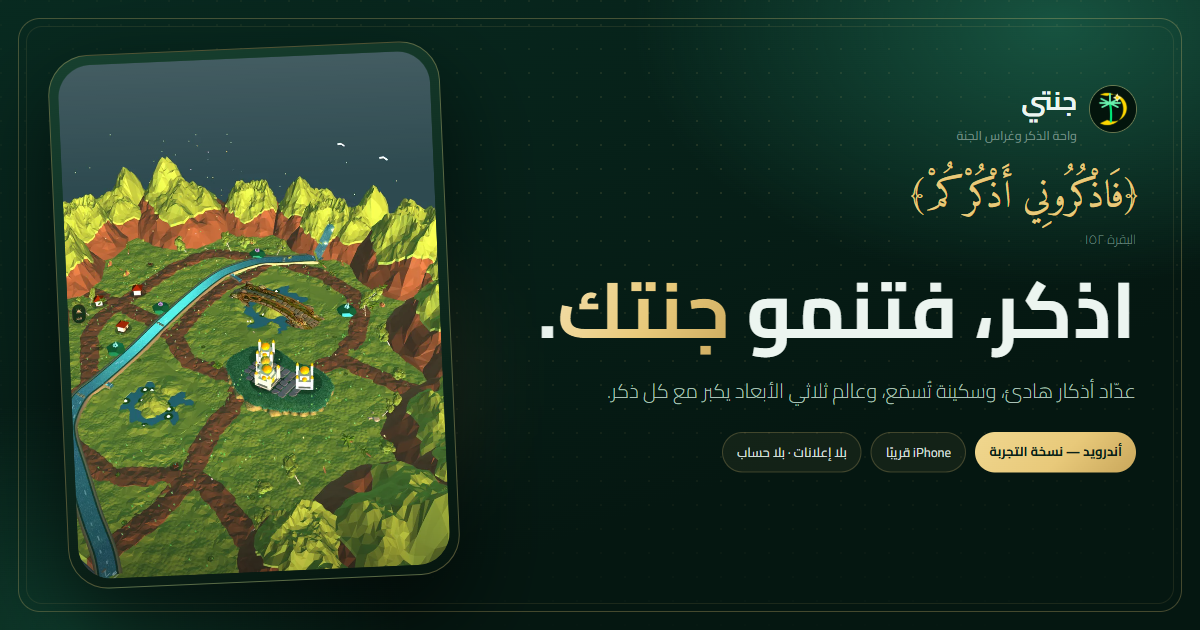 جنتي
واحة الذكر وغراس الجنة
﴿فَاذْكُرُونِي أَذْكُرْكُمْ﴾
البقرة ١٥٢
اذكر، فتنمو جنتك.
عدّاد أذكار هادئ، وسكينة تُسمَع، وعالم ثلاثي الأبعاد يكبر مع كل ذكر.
أندرويد — نسخة التجربة
iPhone قريبًا
بلا إعلانات · بلا حساب